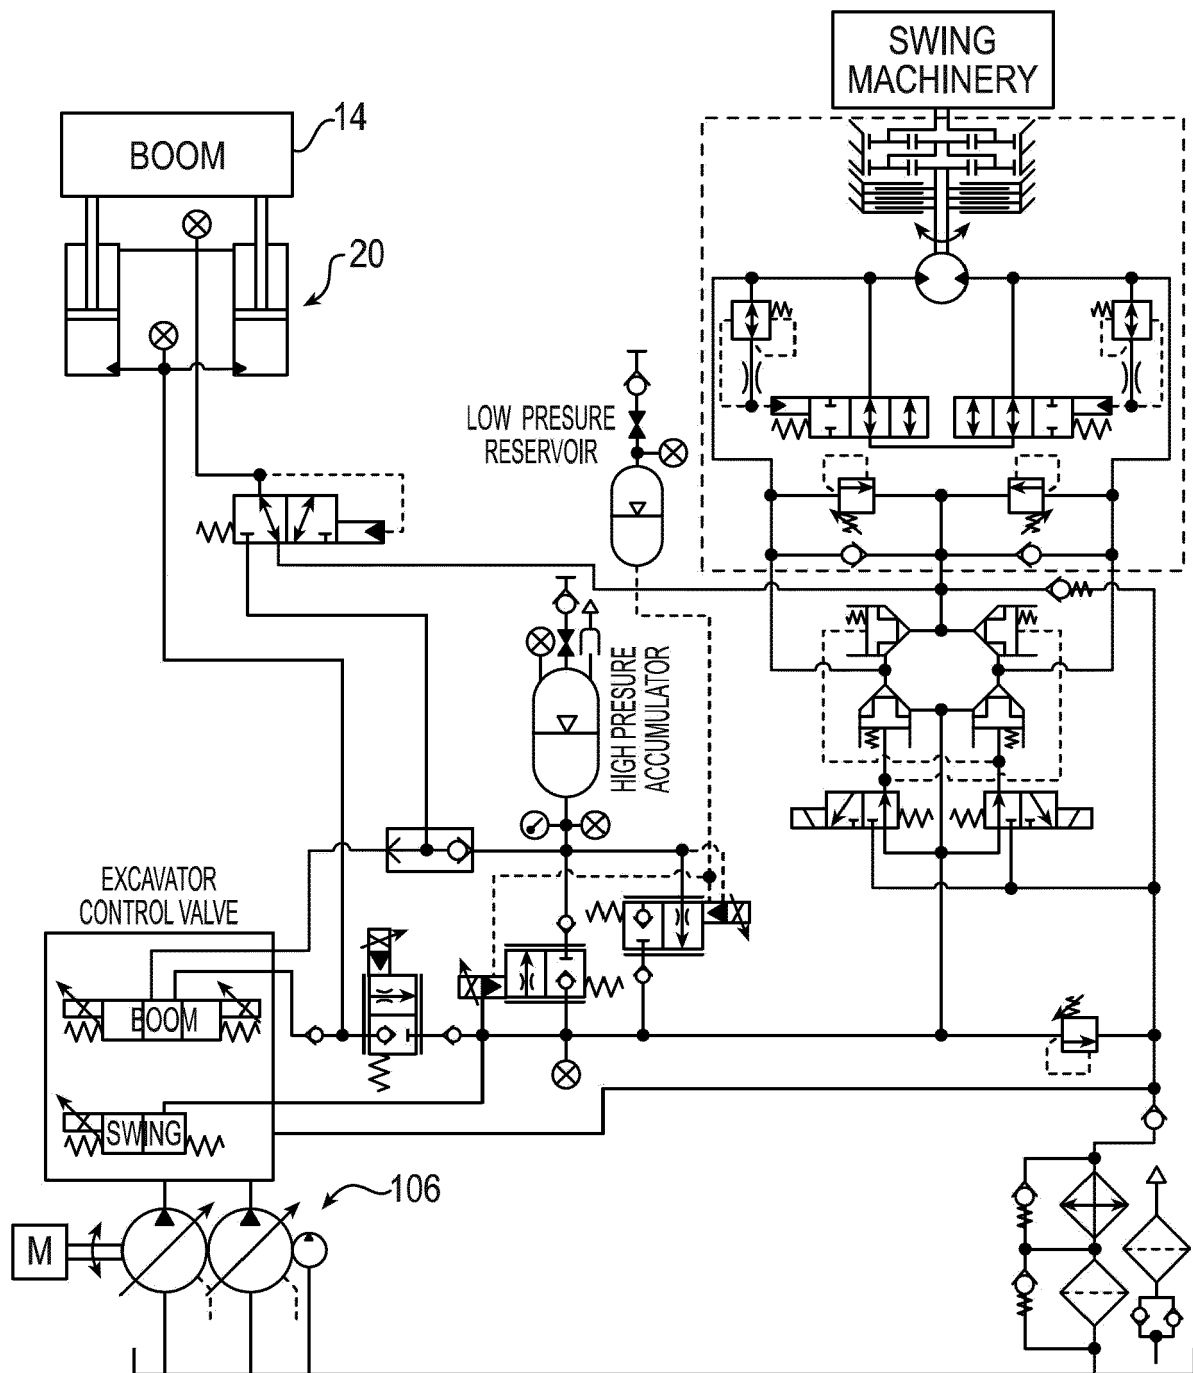 SWING
MACHINERY
14
BOOM
20
LOW PRESURE
RESERVOIR
HIGH PRESURE
ACCUMULATOR
EXCAVATOR
CONTROL VALVE
BOOM
SWING
106
M